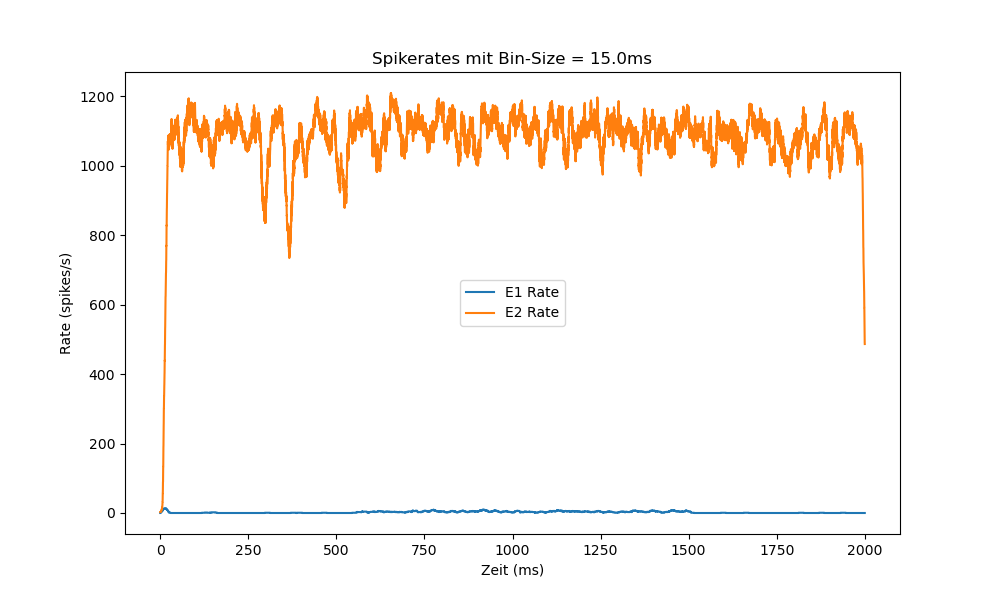 Spikerates mit Bin-Size = 15.0ms
1200
1000
800
600
400
200
0
Rate (spikes/s)
E1 Rate
E2 Rate
0 250 500 750 1000 1250 1500 1750 2000
Zeit (ms)